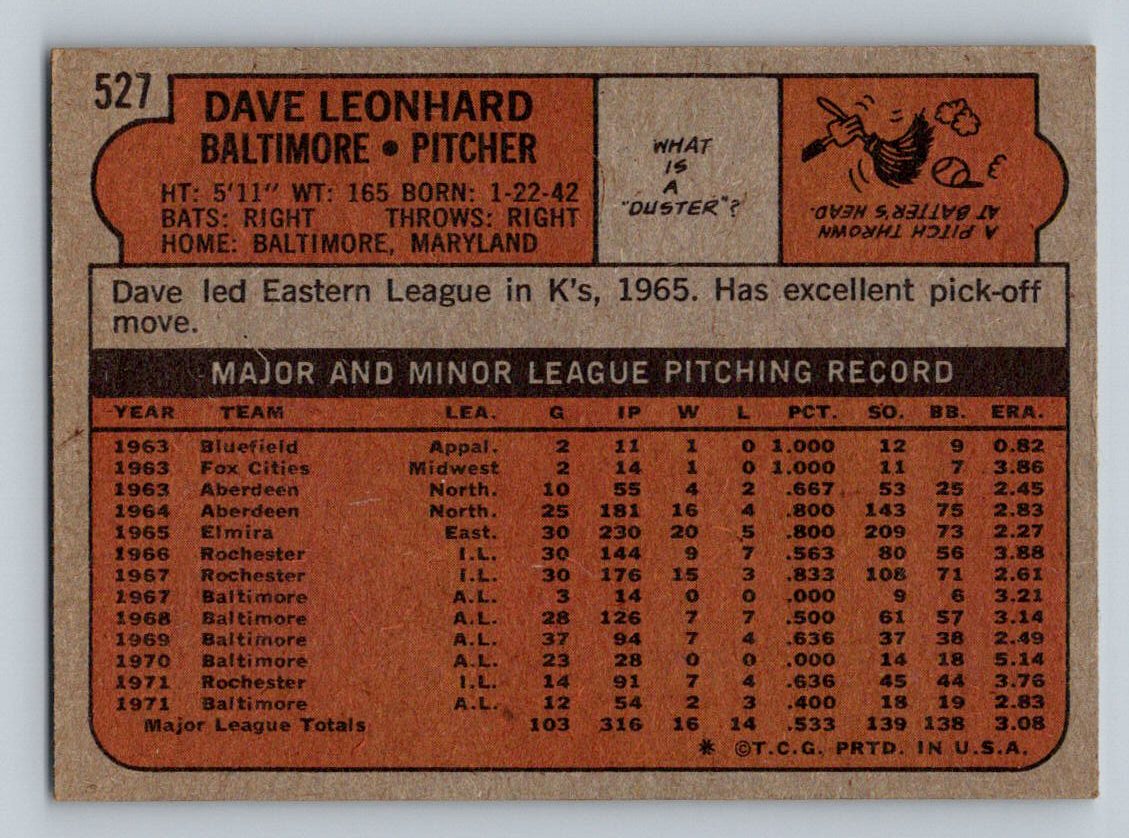 527
DAVE LEONHARD
BALTIMORE • PITCHER
HT: 5'11" WT: 165 BORN: 1-22-42
BATS: RIGHT THROWS: RIGHT
HOME: BALTIMORE, MARYLAND
WHAT
IS
A
"DUSTER"?
A PITCH THROWN
AT BATTER'S HEAD.
Dave led Eastern League in K's, 1965. Has excellent pick-off
move.
MAJOR AND MINOR LEAGUE PITCHING RECORD
YEAR TEAM LEA. G IP W L PCT. SO. BB. ERA.
1963 Bluefield Appal. 2 11 1 0 1.000 12 9 0.82
1963 Fox Cities Midwest 2 14 1 0 1.000 11 7 3.86
1963 Aberdeen North. 10 55 4 2 .667 53 25 2.45
1964 Aberdeen North. 25 181 16 4 .800 143 75 2.83
1965 Elmira East. 30 230 20 5 .800 209 73 2.27
1966 Rochester I.L. 30 144 9 7 .563 80 56 3.88
1967 Rochester I.L. 30 176 15 3 .833 108 71 2.61
1967 Baltimore A.L. 3 14 0 0 .000 9 6 3.21
1968 Baltimore A.L. 28 126 7 7 .500 61 57 3.14
1969 Baltimore A.L. 37 94 7 4 .636 37 38 2.49
1970 Baltimore A.L. 23 28 0 0 .000 14 18 5.14
1971 Rochester I.L. 14 91 7 4 .636 45 44 3.76
1971 Baltimore A.L. 12 54 2 3 .400 18 19 2.83
Major League Totals 103 316 16 14 .533 139 138 3.08
* ©T.C.G. PRTD. IN U.S.A.